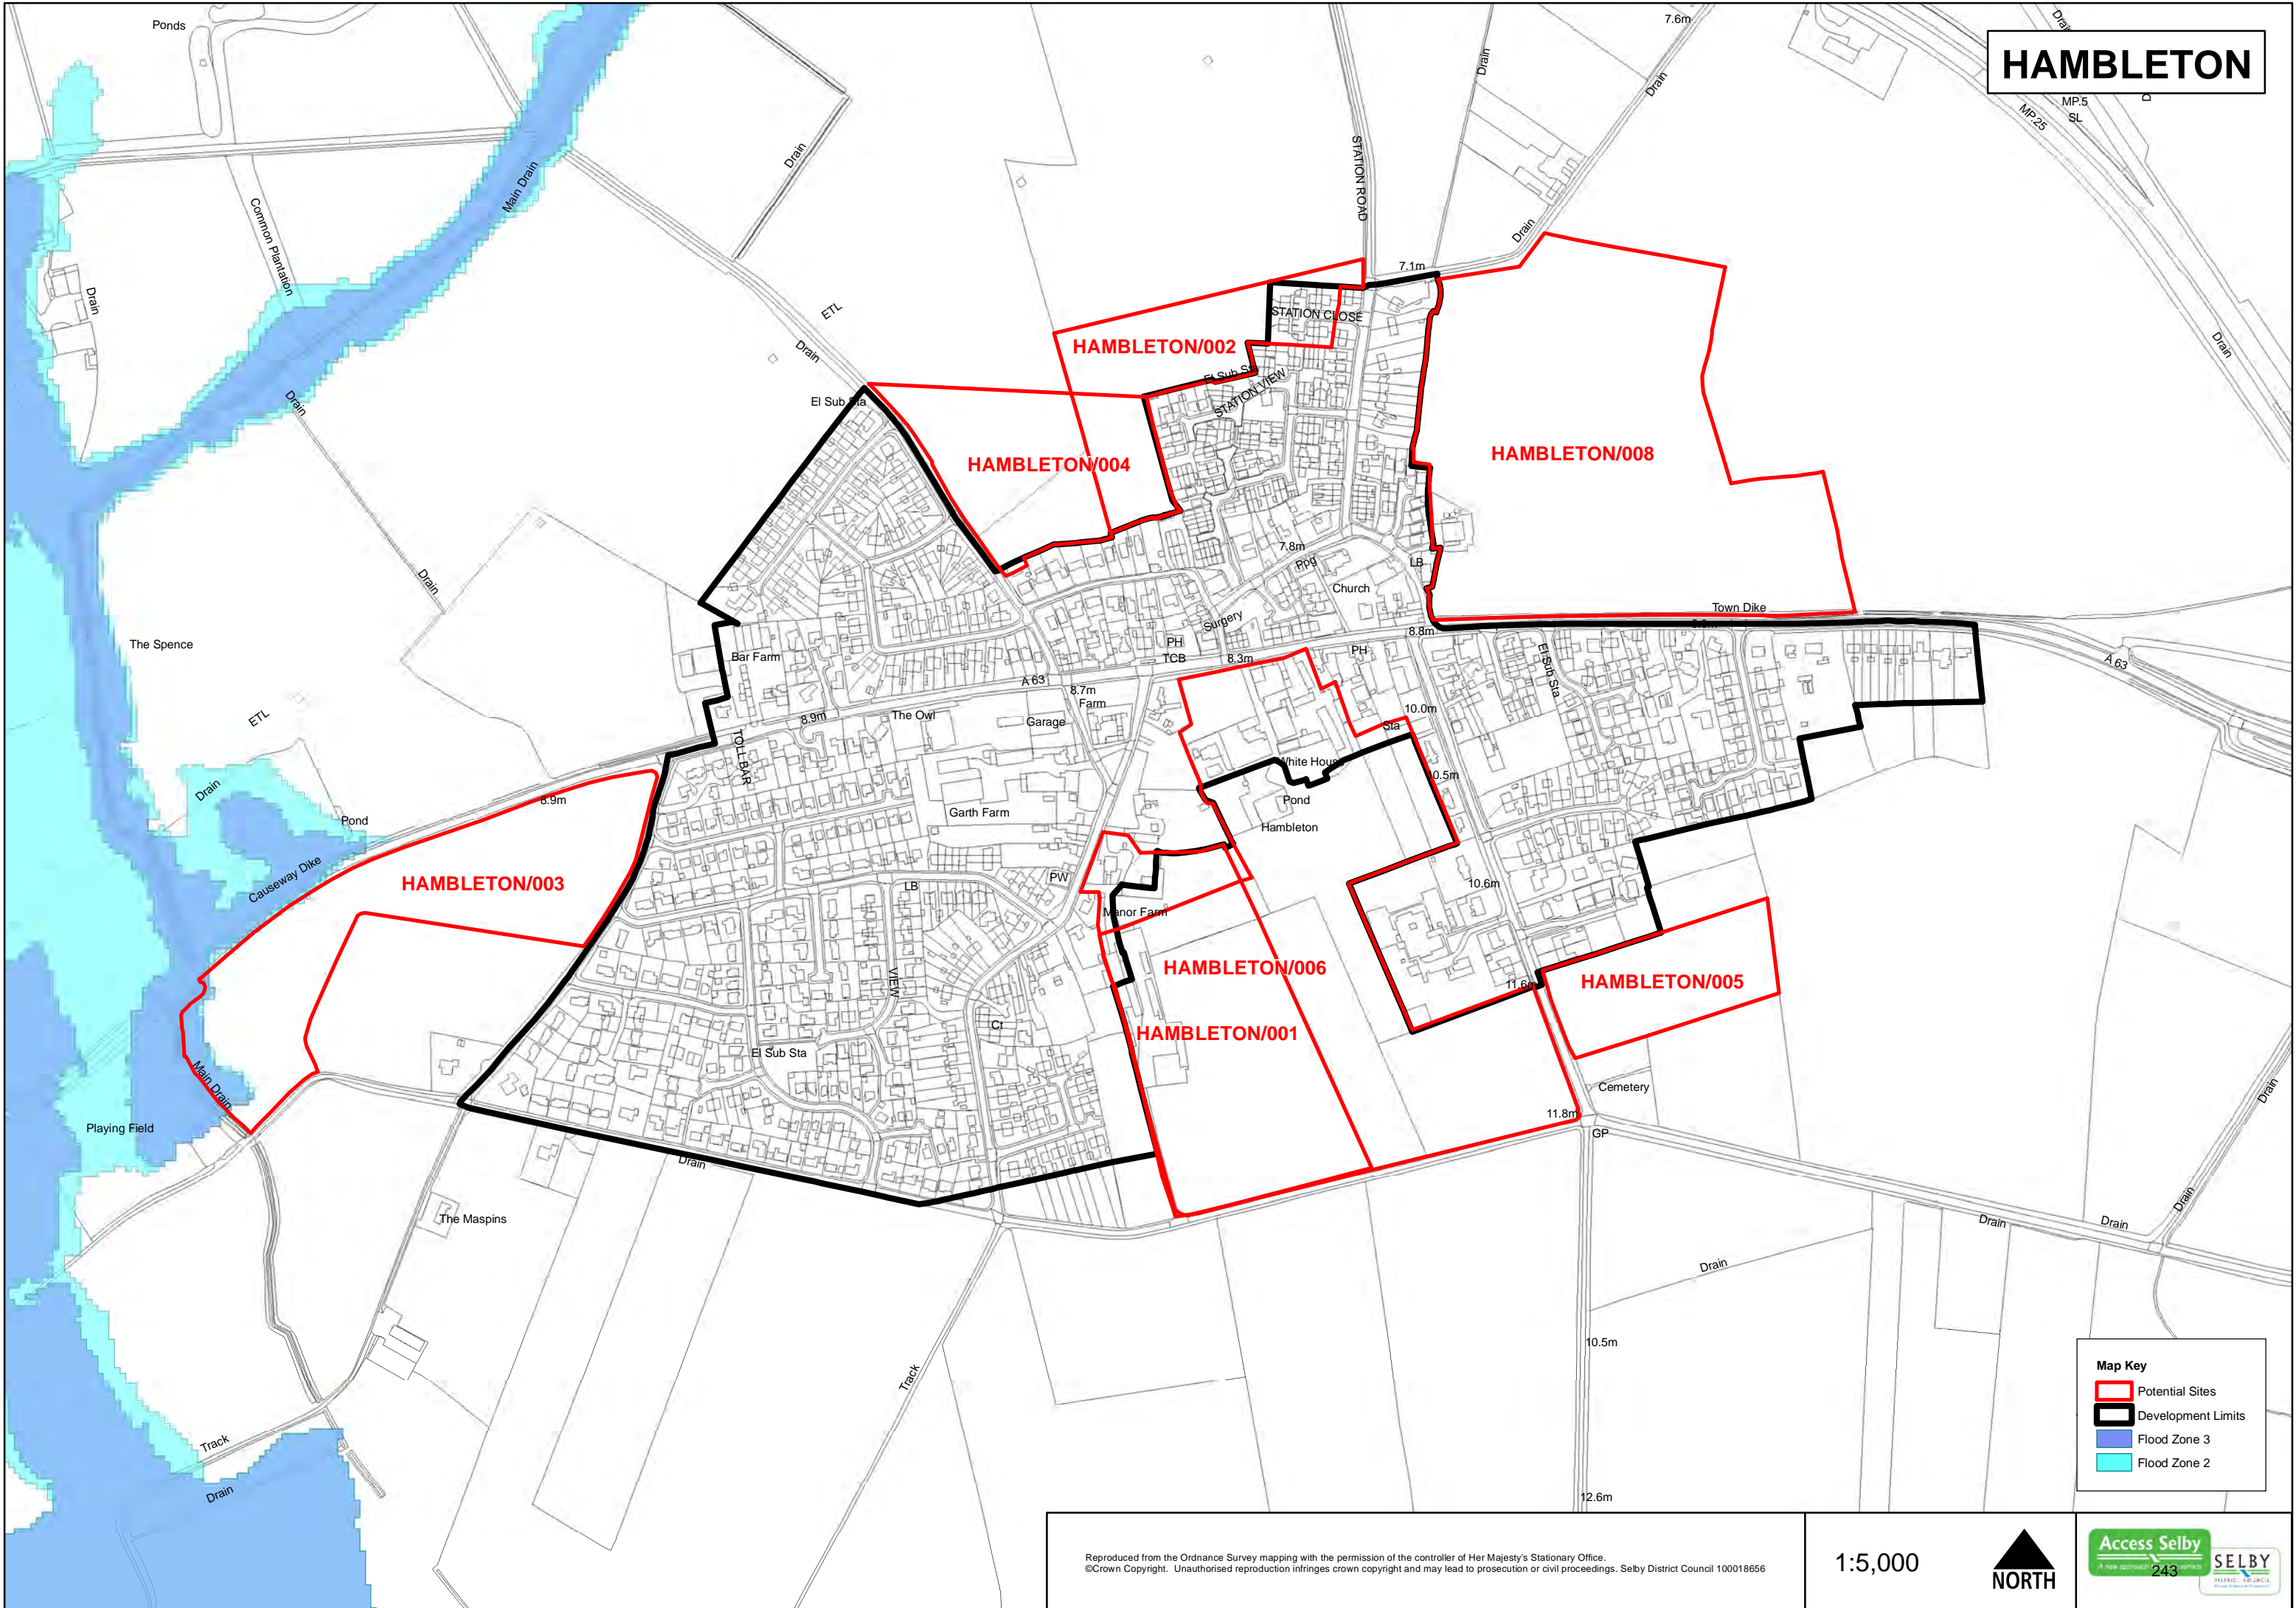 HAMBLETON
Ponds
7.6m
Drain
Drain
Drain
MP.5
SL
MP.25
D
Drain
STATION ROAD
Main Drain
Common Plantation
Drain
Drain
7.1m
Drain
ETL
STATION CLOSE
HAMBLETON/002
Drain
El Sub Sta
STATION VIEW
El Sub Sta
Drain
HAMBLETON/004
HAMBLETON/008
7.8m
Ppg
LB
Drain
Church
Town Dike
Surgery
The Spence
PH
8.8m
TCB
8.3m
PH
Bar Farm
El Sub Sta
A 63
A 63
8.7m
Farm
ETL
8.9m
The Owl
Garage
10.0m
Sta
TOLL BAR
White House
10.5m
Drain
8.9m
Pond
Garth Farm
Pond
Hambleton
Causeway Dike
HAMBLETON/003
LB
PW
10.6m
Manor Farm
HAMBLETON/006
HAMBLETON/005
VIEW
11.6m
Ct
HAMBLETON/001
El Sub Sta
Main Drain
Cemetery
Drain
Playing Field
11.8m
GP
Drain
Drain
The Maspins
Drain
Drain
Drain
10.5m
Track
Track
Drain
12.6m
Map Key
Potential Sites
Development Limits
Flood Zone 3
Flood Zone 2
Reproduced from the Ordnance Survey mapping with the permission of the controller of Her Majesty's Stationary Office.
©Crown Copyright. Unauthorised reproduction infringes crown copyright and may lead to prosecution or civil proceedings. Selby District Council 100018656
1:5,000
NORTH
Access Selby
243
SELBY
DISTRICT COUNCIL